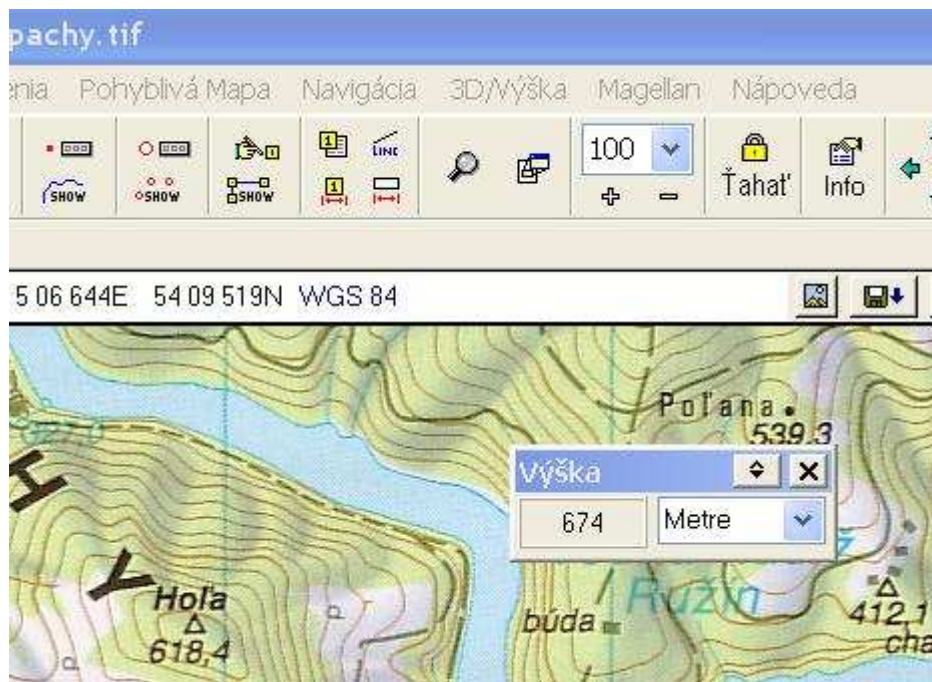 pachy.tif
enia Pohyblivá Mapa Navigácia 3D/Výška Magellan Nápoveda
LINE
100
SHOW SHOW SHOW 1 Ťahať' Info
5 06 644E 54 09 519N WGS 84
Poľana
539,3
Výška
674 Metre
H
Y
Ružín
Hoľa
618,4
P
P
búda
412,1
cha